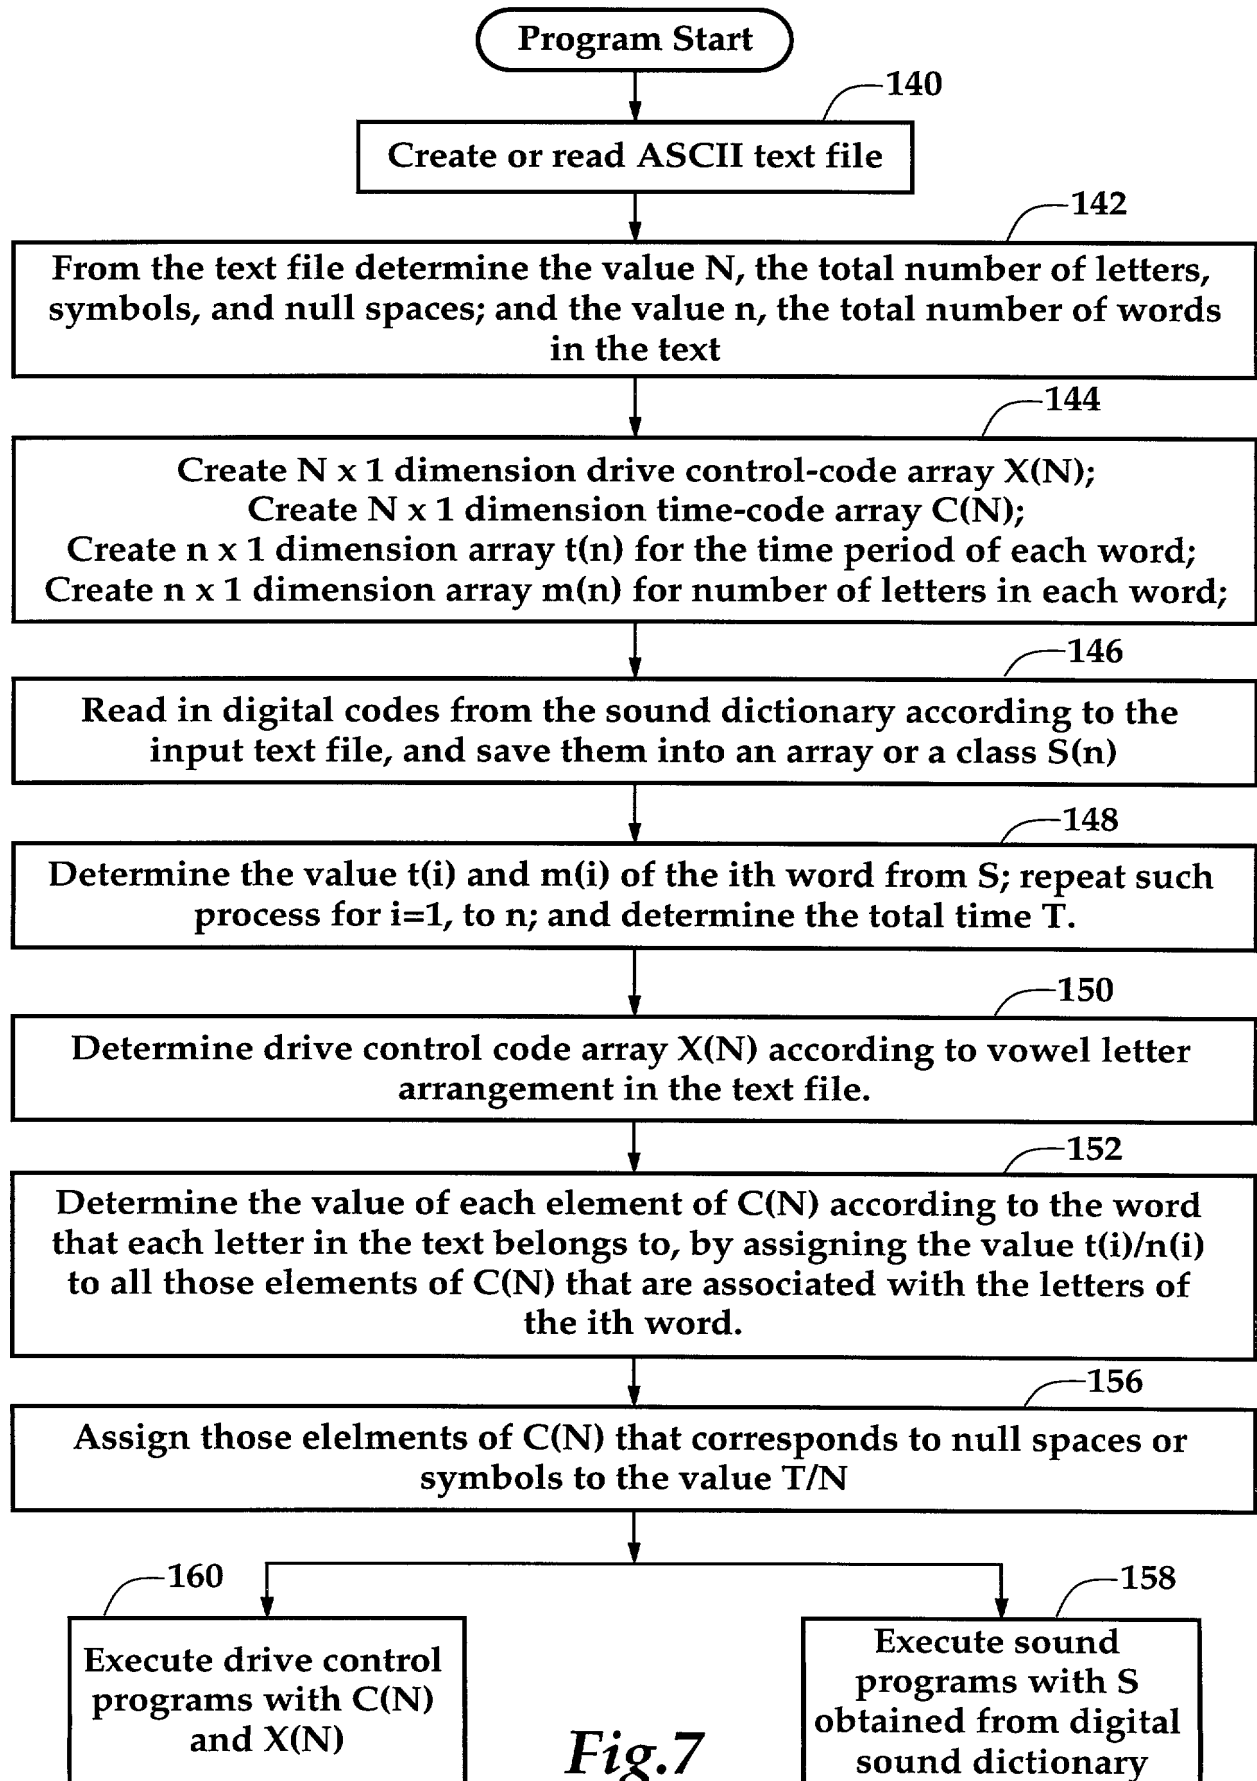 Program Start
140
Create or read ASCII text file
142
From the text file determine the value N, the total number of letters,
symbols, and null spaces; and the value n, the total number of words
in the text
144
Create N x 1 dimension drive control-code array X(N);
Create N x 1 dimension time-code array C(N);
Create n x 1 dimension array t(n) for the time period of each word;
Create n x 1 dimension array m(n) for number of letters in each word;
146
Read in digital codes from the sound dictionary according to the
input text file, and save them into an array or a class S(n)
148
Determine the value t(i) and m(i) of the ith word from S; repeat such
process for i=1, to n; and determine the total time T.
150
Determine drive control code array X(N) according to vowel letter
arrangement in the text file.
152
Determine the value of each element of C(N) according to the word
that each letter in the text belongs to, by assigning the value t(i)/n(i)
to all those elements of C(N) that are associated with the letters of
the ith word.
156
Assign those elelments of C(N) that corresponds to null spaces or
symbols to the value T/N
160
Execute drive control
programs with C(N)
and X(N)
158
Execute sound
programs with S
obtained from digital
sound dictionary
Fig.7